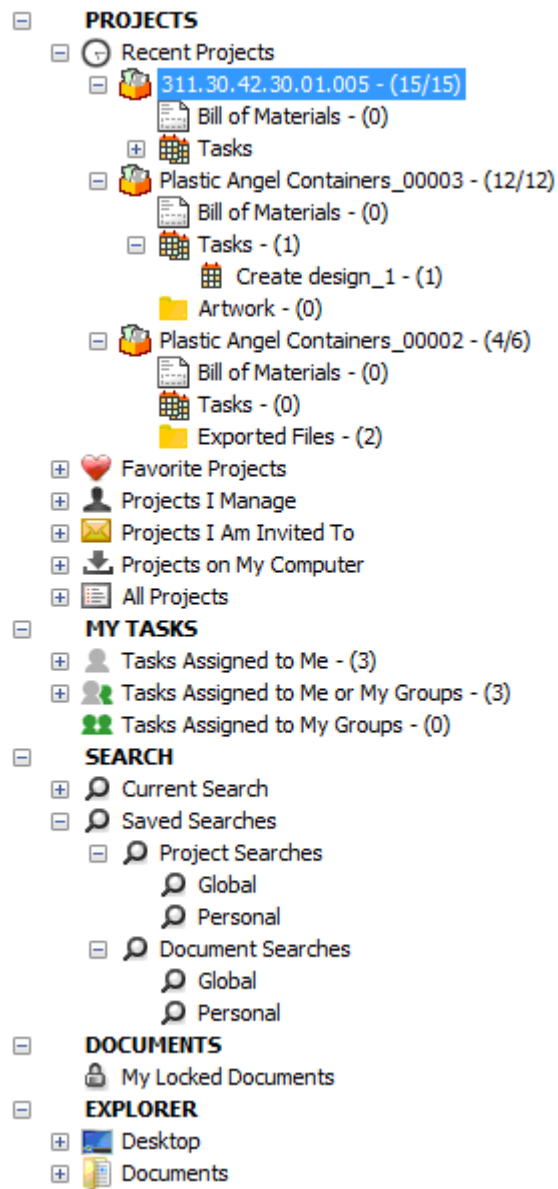 PROJECTS
Recent Projects
311.30.42.30.01.005 - (15/15)
Bill of Materials - (0)
Tasks
Plastic Angel Containers_00003 - (12/12)
Bill of Materials - (0)
Tasks - (1)
Create design_1 - (1)
Artwork - (0)
Plastic Angel Containers_00002 - (4/6)
Bill of Materials - (0)
Tasks - (0)
Exported Files - (2)
Favorite Projects
Projects I Manage
Projects I Am Invited To
Projects on My Computer
All Projects
MY TASKS
Tasks Assigned to Me - (3)
Tasks Assigned to Me or My Groups - (3)
Tasks Assigned to My Groups - (0)
SEARCH
Current Search
Saved Searches
Project Searches
Global
Personal
Document Searches
Global
Personal
DOCUMENTS
My Locked Documents
EXPLORER
Desktop
Documents